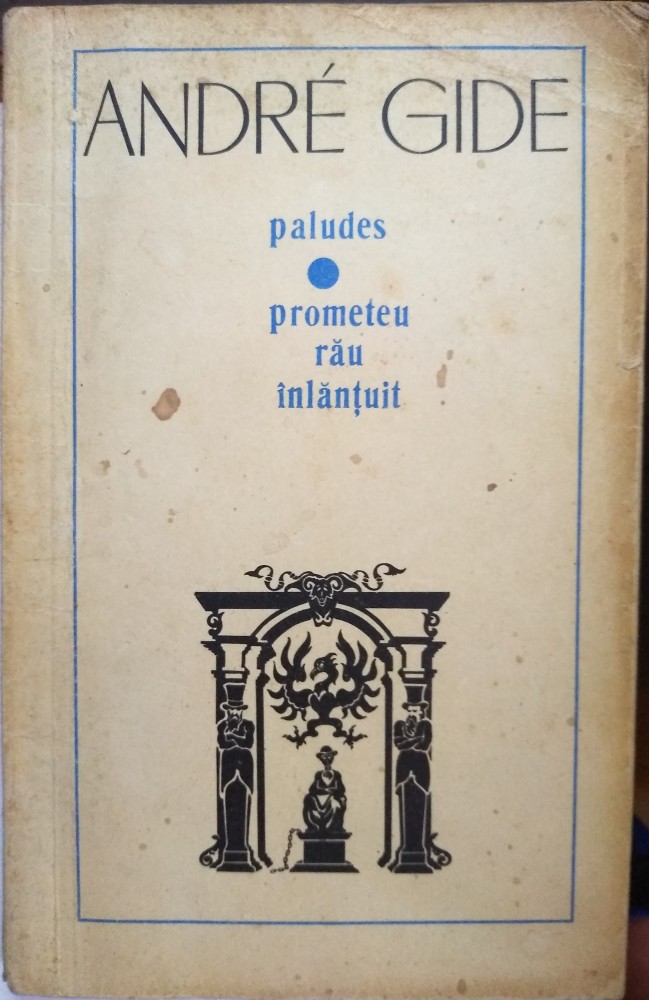 ANDRÉ GIDE
paludes
prometeu
rău
înlănțuit